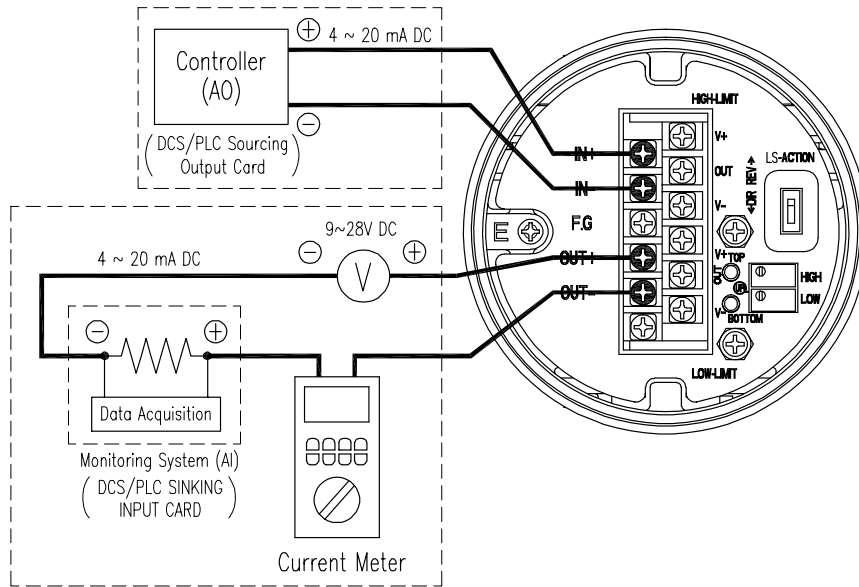 Controller
(AO)
⊕ 4 ~ 20 mA DC
⊖
( DCS/PLC Sourcing
Output Card )
9~28V DC
⊖ V ⊕
4 ~ 20 mA DC
⊖ ⊕
Data Acquisition
Monitoring System (AI)
( DCS/PLC SINKING
INPUT CARD )
Current Meter
HIGH-LIMIT
IN+
IN-
F.G
OUT+
OUT-
E
V+
OUT
V-
V+
OUT
V-
LS-ACTION
◄DIR REV►
TOP
BOTTOM
HIGH
LOW
LOW-LIMIT